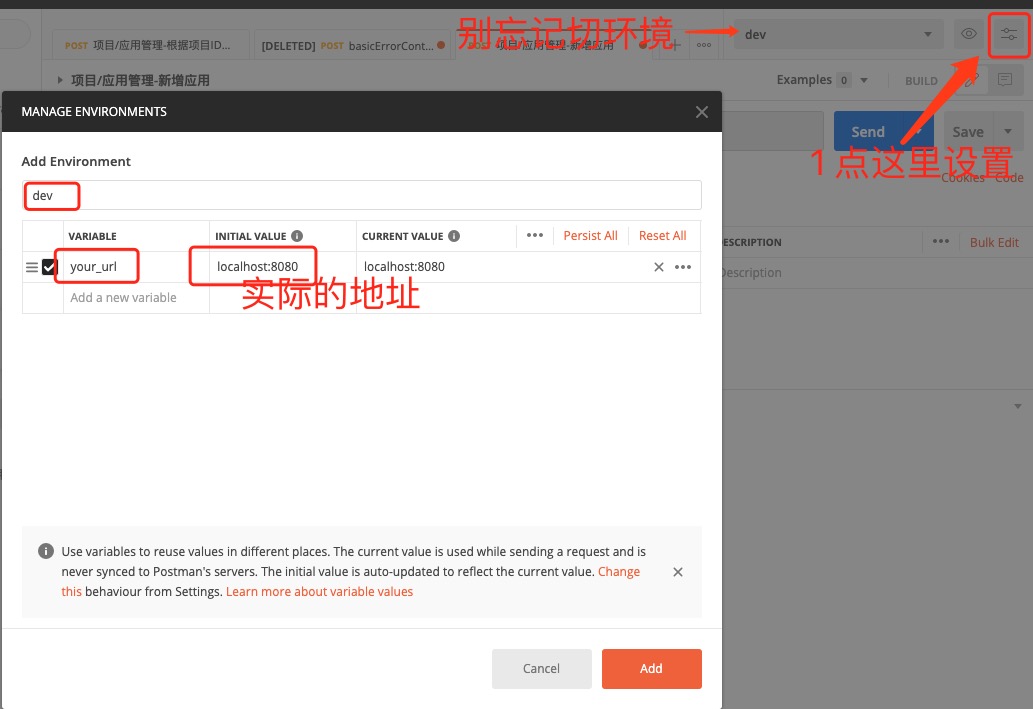 别忘记切环境
dev
POST 项目/应用管理-根据项目ID...
[DELETED] POST basicErrorCont...
POST 项目/应用管理-新增应用
项目/应用管理-新增应用
Examples 0
BUILD
MANAGE ENVIRONMENTS
Send
Save
1 点这里设置
Cookies Code
Add Environment
dev
VARIABLE INITIAL VALUE CURRENT VALUE Persist All Reset All
your_url localhost:8080 localhost:8080
实际的地址
Add a new variable
DESCRIPTION Bulk Edit
Description
Use variables to reuse values in different places. The current value is used while sending a request and is
never synced to Postman's servers. The initial value is auto-updated to reflect the current value. Change
this behaviour from Settings. Learn more about variable values
Cancel Add